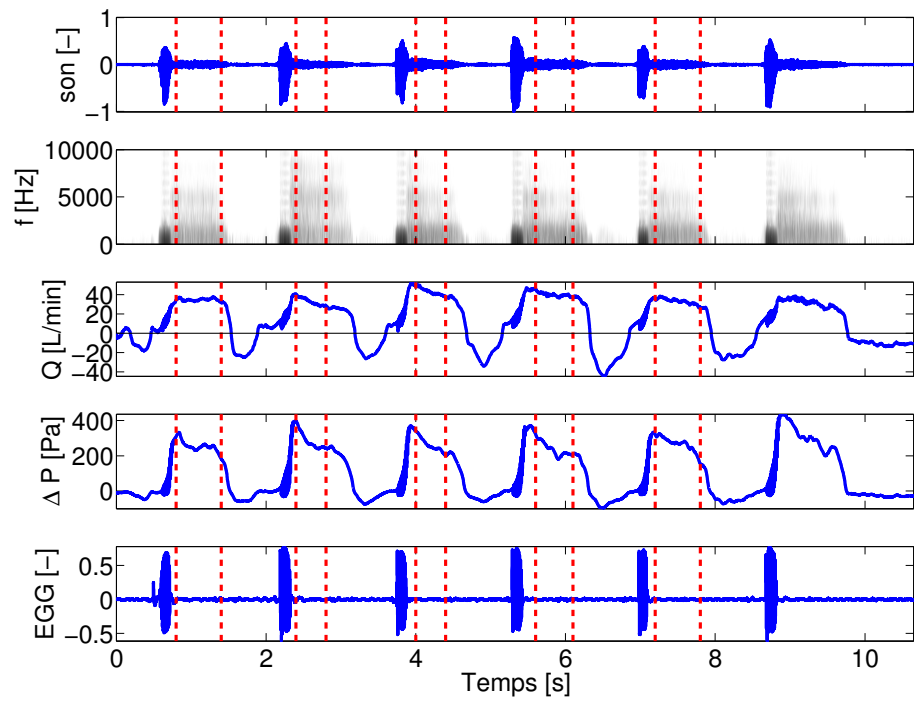 1
0
−1
son [−]
10000
5000
0
f [Hz]
40
20
0
−20
−40
Q [L/min]
400
200
0
Δ P [Pa]
0.5
0
−0.5
EGG [−]
0 2 4 6 8 10
Temps [s]